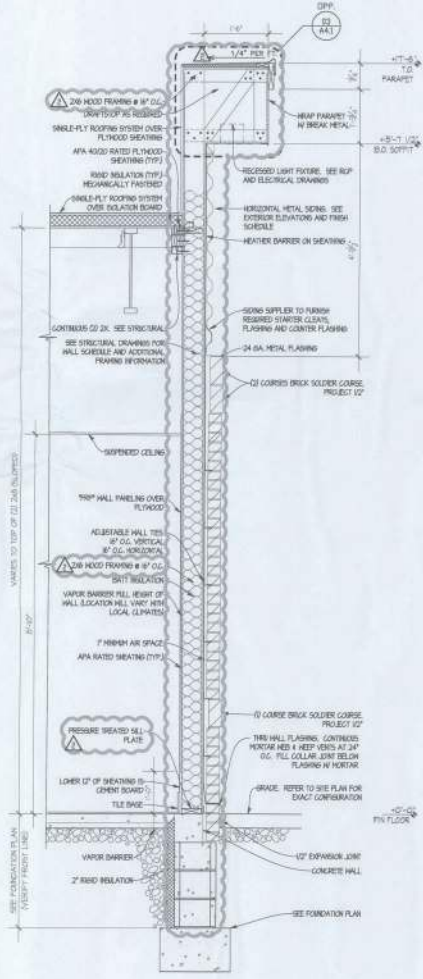 OPP.
03
A4.1
1'-6"
1/4" PER FT.
+17'-8"
T.O.
PARAPET
2X6 WOOD FRAMING @ 16" O.C.
DRAFTSTOP AS REQUIRED
SINGLE-PLY ROOFING SYSTEM OVER
PLYWOOD SHEATHING
APA 40/20 RATED PLYWOOD
SHEATHING (TYP.)
RIGID INSULATION (TYP.)
MECHANICALLY FASTENED
SINGLE-PLY ROOFING SYSTEM
OVER ISOLATION BOARD
WRAP PARAPET
W/ BREAK METAL
B.O. SOFFIT
RECESSED LIGHT FIXTURE. SEE RCP
AND ELECTRICAL DRAWINGS
HORIZONTAL METAL SIDING. SEE
EXTERIOR ELEVATIONS AND FINISH
SCHEDULE
WEATHER BARRIER ON SHEATHING
CONTINUOUS (2) 2X. SEE STRUCTURAL
SEE STRUCTURAL DRAWINGS FOR
WALL SCHEDULE AND ADDITIONAL
FRAMING INFORMATION
SIDING SUPPLIER TO FURNISH
REQUIRED STARTER CLEATS,
FLASHING AND COUNTER FLASHING
24 GA. METAL FLASHING
(2) COURSES BRICK SOLDIER COURSE,
PROJECT 1/2"
SUSPENDED CEILING
VARIES TO TOP OF (2) 2X8 (SLOPES)
8'-10"
"FRP" WALL PANELING OVER
PLYWOOD
ADJUSTABLE WALL TIES
16" O.C. VERTICAL
16" O.C. HORIZONTAL
2X6 WOOD FRAMING @ 16" O.C.
BATT INSULATION
VAPOR BARRIER FULL HEIGHT OF
WALL (LOCATION WILL VARY WITH
LOCAL CLIMATES)
1" MINIMUM AIR SPACE
APA RATED SHEATING (TYP.)
(1) COURSE BRICK SOLDIER COURSE,
PROJECT 1/2"
PRESSURE TREATED SILL
PLATE
THRU WALL FLASHING. CONTINUOUS
MORTAR WEB & WEEP VENTS AT 24"
O.C. FILL COLLAR JOINT BELOW
FLASHING W/ MORTAR
LOWER 12" OF SHEATHING IS
CEMENT BOARD
TILE BASE
GRADE. REFER TO SITE PLAN FOR
EXACT CONFIGURATION
+0'-0"
FIN FLOOR
SEE FOUNDATION PLAN
(VERIFY FROST LINE)
VAPOR BARRIER
2" RIGID INSULATION
1/2" EXPANSION JOINT
CONCRETE WALL
SEE FOUNDATION PLAN